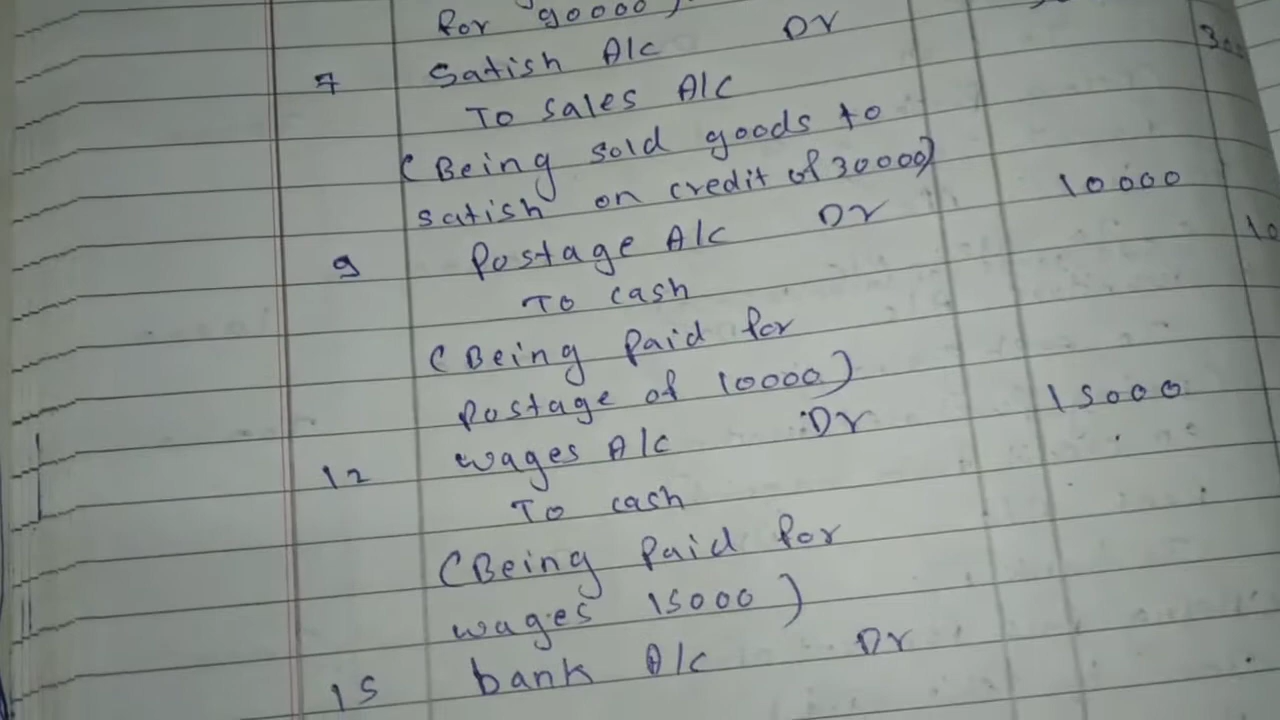 for 90000)
Satish A/c Dr
7
To sales A/c
(Being sold goods to
satish on credit of 30000)
9 Postage A/c Dr 10000
To cash
(Being Paid for
Postage of 10000)
12 wages A/c Dr 15000
To cash
(Being Paid for
wages 15000)
15 bank A/c Dr